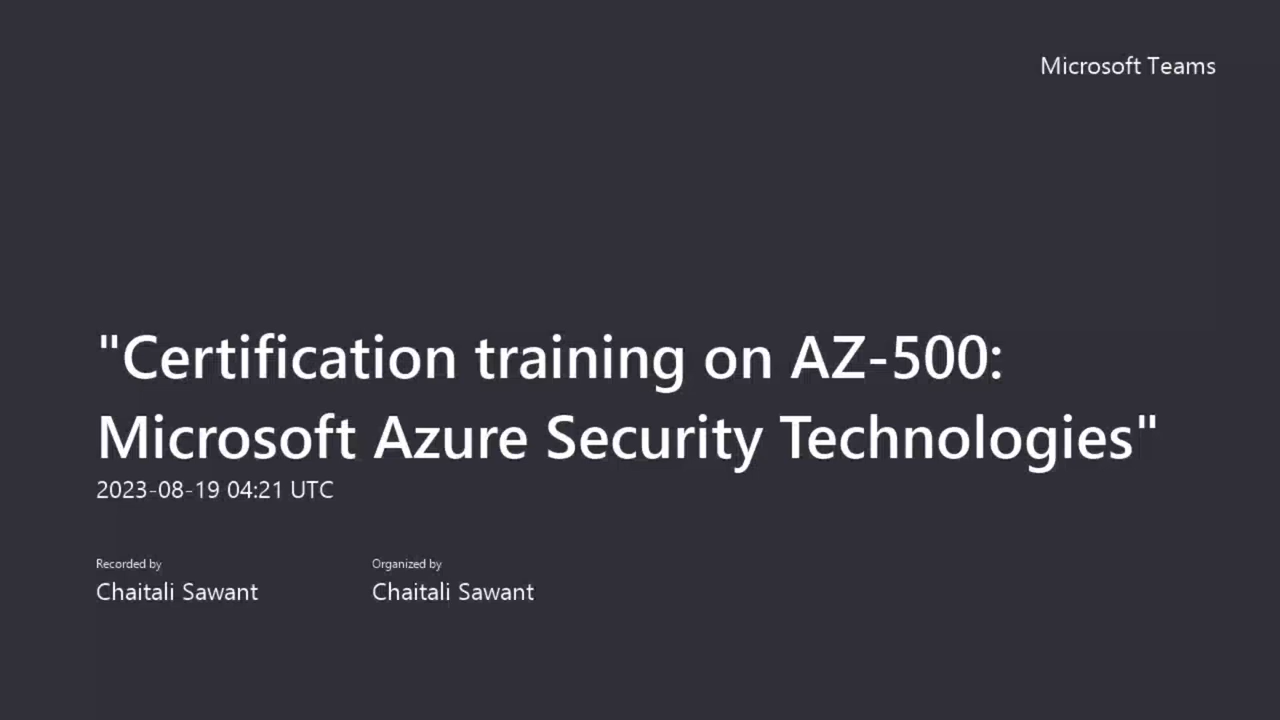 Microsoft Teams
"Certification training on AZ-500:
Microsoft Azure Security Technologies"
2023-08-19 04:21 UTC
Recorded by
Chaitali Sawant
Organized by
Chaitali Sawant